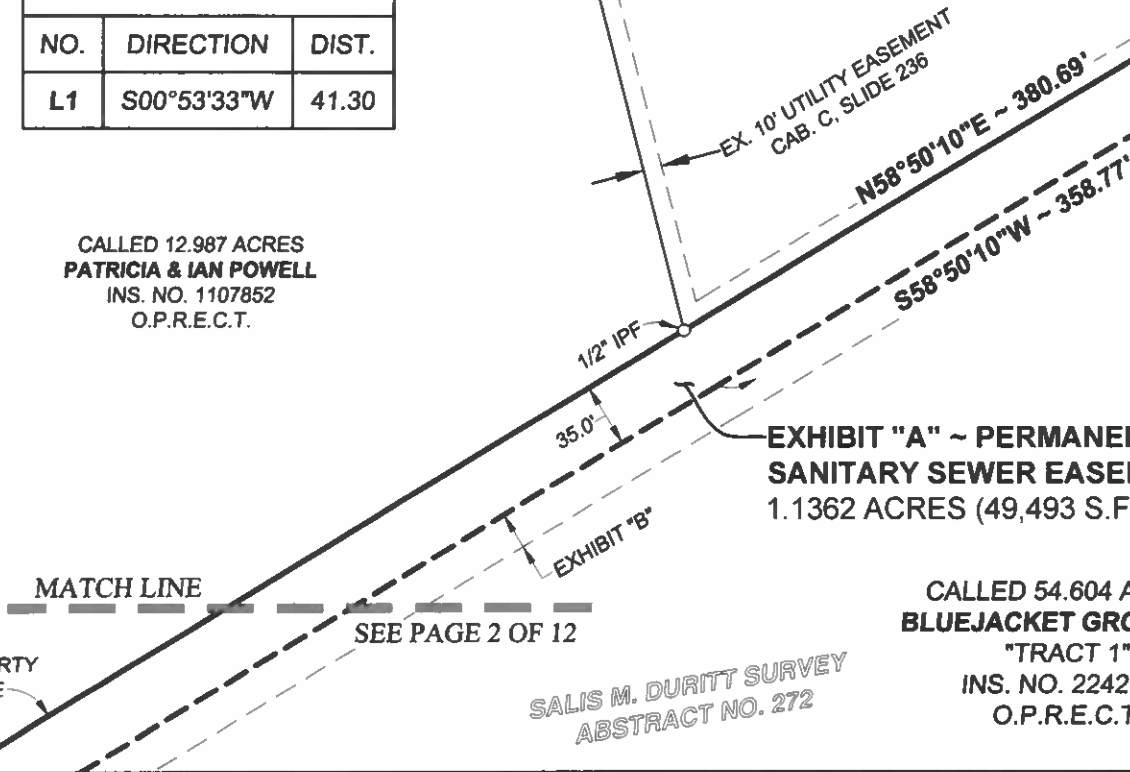 NO. DIRECTION DIST.
L1 S00°53'33"W 41.30
EX. 10' UTILITY EASEMENT
CAB. C, SLIDE 236
N58°50'10"E ~ 380.69'
S58°50'10"W ~ 358.77'
CALLED 12.987 ACRES
PATRICIA & IAN POWELL
INS. NO. 1107852
O.P.R.E.C.T.
1/2" IPF
35.0'
EXHIBIT "A" ~ PERMANE
SANITARY SEWER EASE
1.1362 ACRES (49,493 S.F
EXHIBIT "B"
MATCH LINE
SEE PAGE 2 OF 12
CALLED 54.604 A
BLUEJACKET GRO
"TRACT 1"
INS. NO. 2242
O.P.R.E.C.T
RTY
E
SALIS M. DURITT SURVEY
ABSTRACT NO. 272